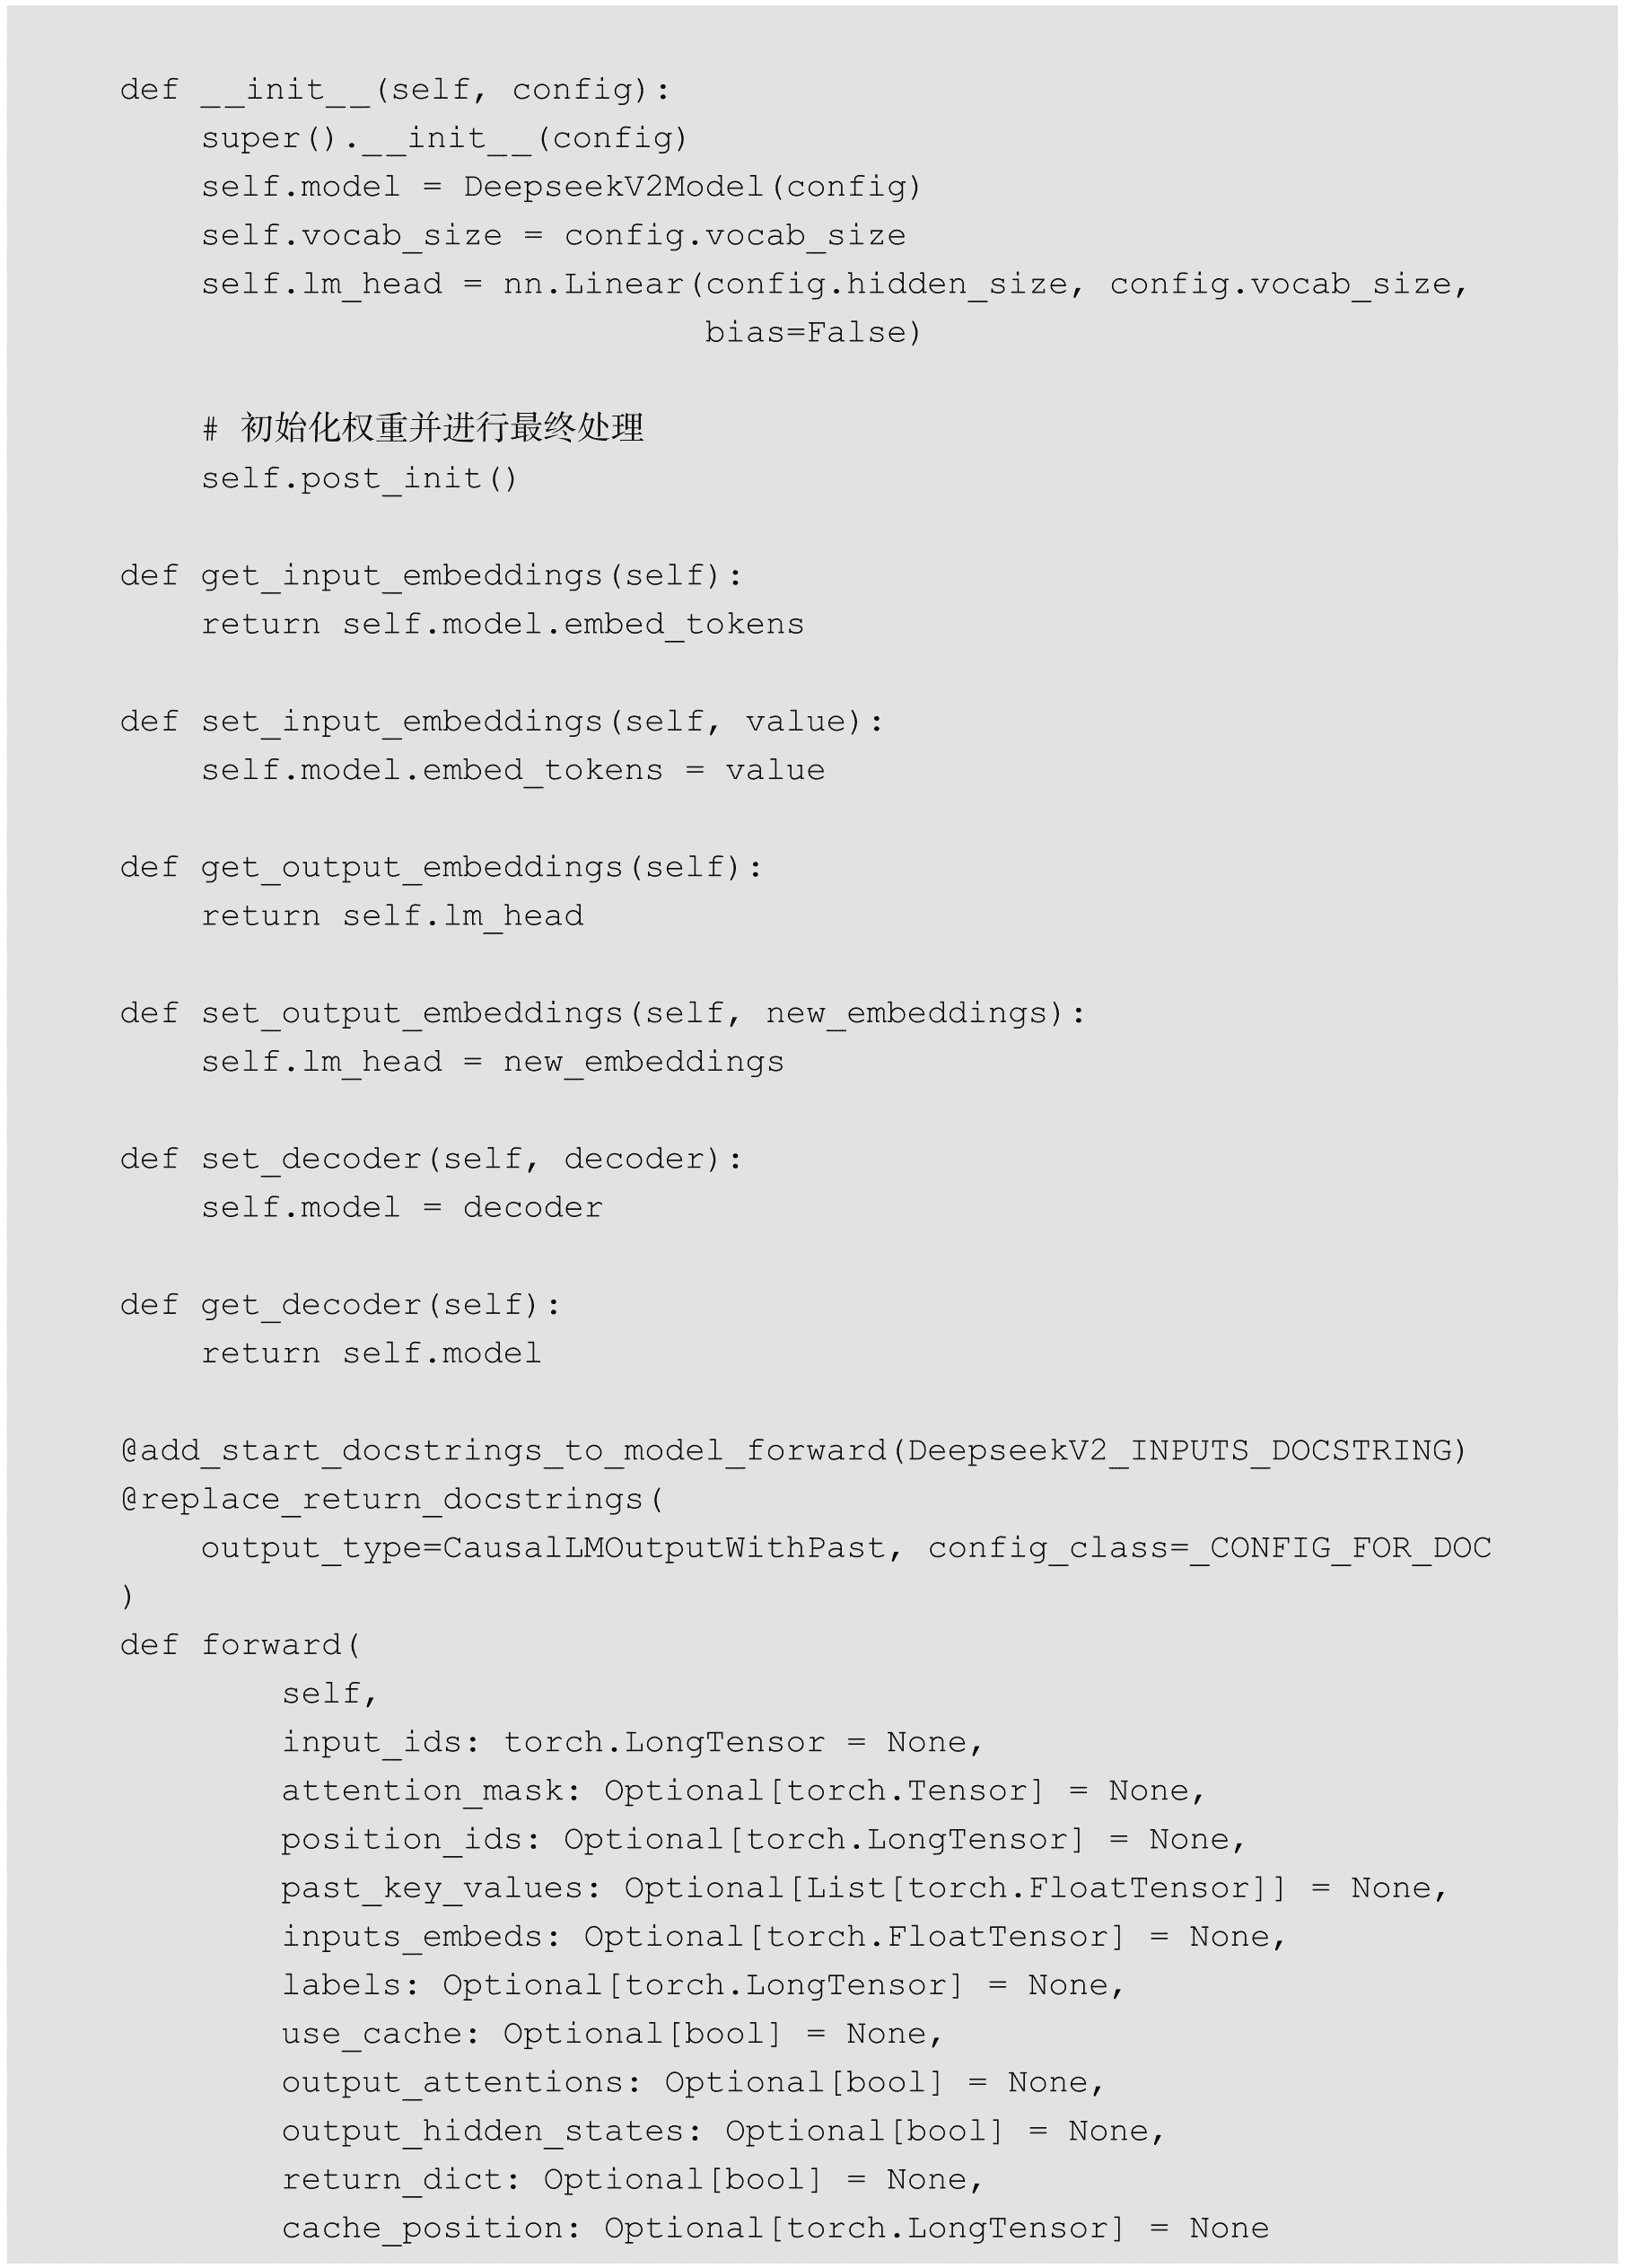 def __init__(self, config):
    super().__init__(config)
    self.model = DeepseekV2Model(config)
    self.vocab_size = config.vocab_size
    self.lm_head = nn.Linear(config.hidden_size, config.vocab_size,
                             bias=False)

    # 初始化权重并进行最终处理
    self.post_init()

def get_input_embeddings(self):
    return self.model.embed_tokens

def set_input_embeddings(self, value):
    self.model.embed_tokens = value

def get_output_embeddings(self):
    return self.lm_head

def set_output_embeddings(self, new_embeddings):
    self.lm_head = new_embeddings

def set_decoder(self, decoder):
    self.model = decoder

def get_decoder(self):
    return self.model

@add_start_docstrings_to_model_forward(DeepseekV2_INPUTS_DOCSTRING)
@replace_return_docstrings(
    output_type=CausalLMOutputWithPast, config_class=_CONFIG_FOR_DOC
)
def forward(
        self,
        input_ids: torch.LongTensor = None,
        attention_mask: Optional[torch.Tensor] = None,
        position_ids: Optional[torch.LongTensor] = None,
        past_key_values: Optional[List[torch.FloatTensor]] = None,
        inputs_embeds: Optional[torch.FloatTensor] = None,
        labels: Optional[torch.LongTensor] = None,
        use_cache: Optional[bool] = None,
        output_attentions: Optional[bool] = None,
        output_hidden_states: Optional[bool] = None,
        return_dict: Optional[bool] = None,
        cache_position: Optional[torch.LongTensor] = None